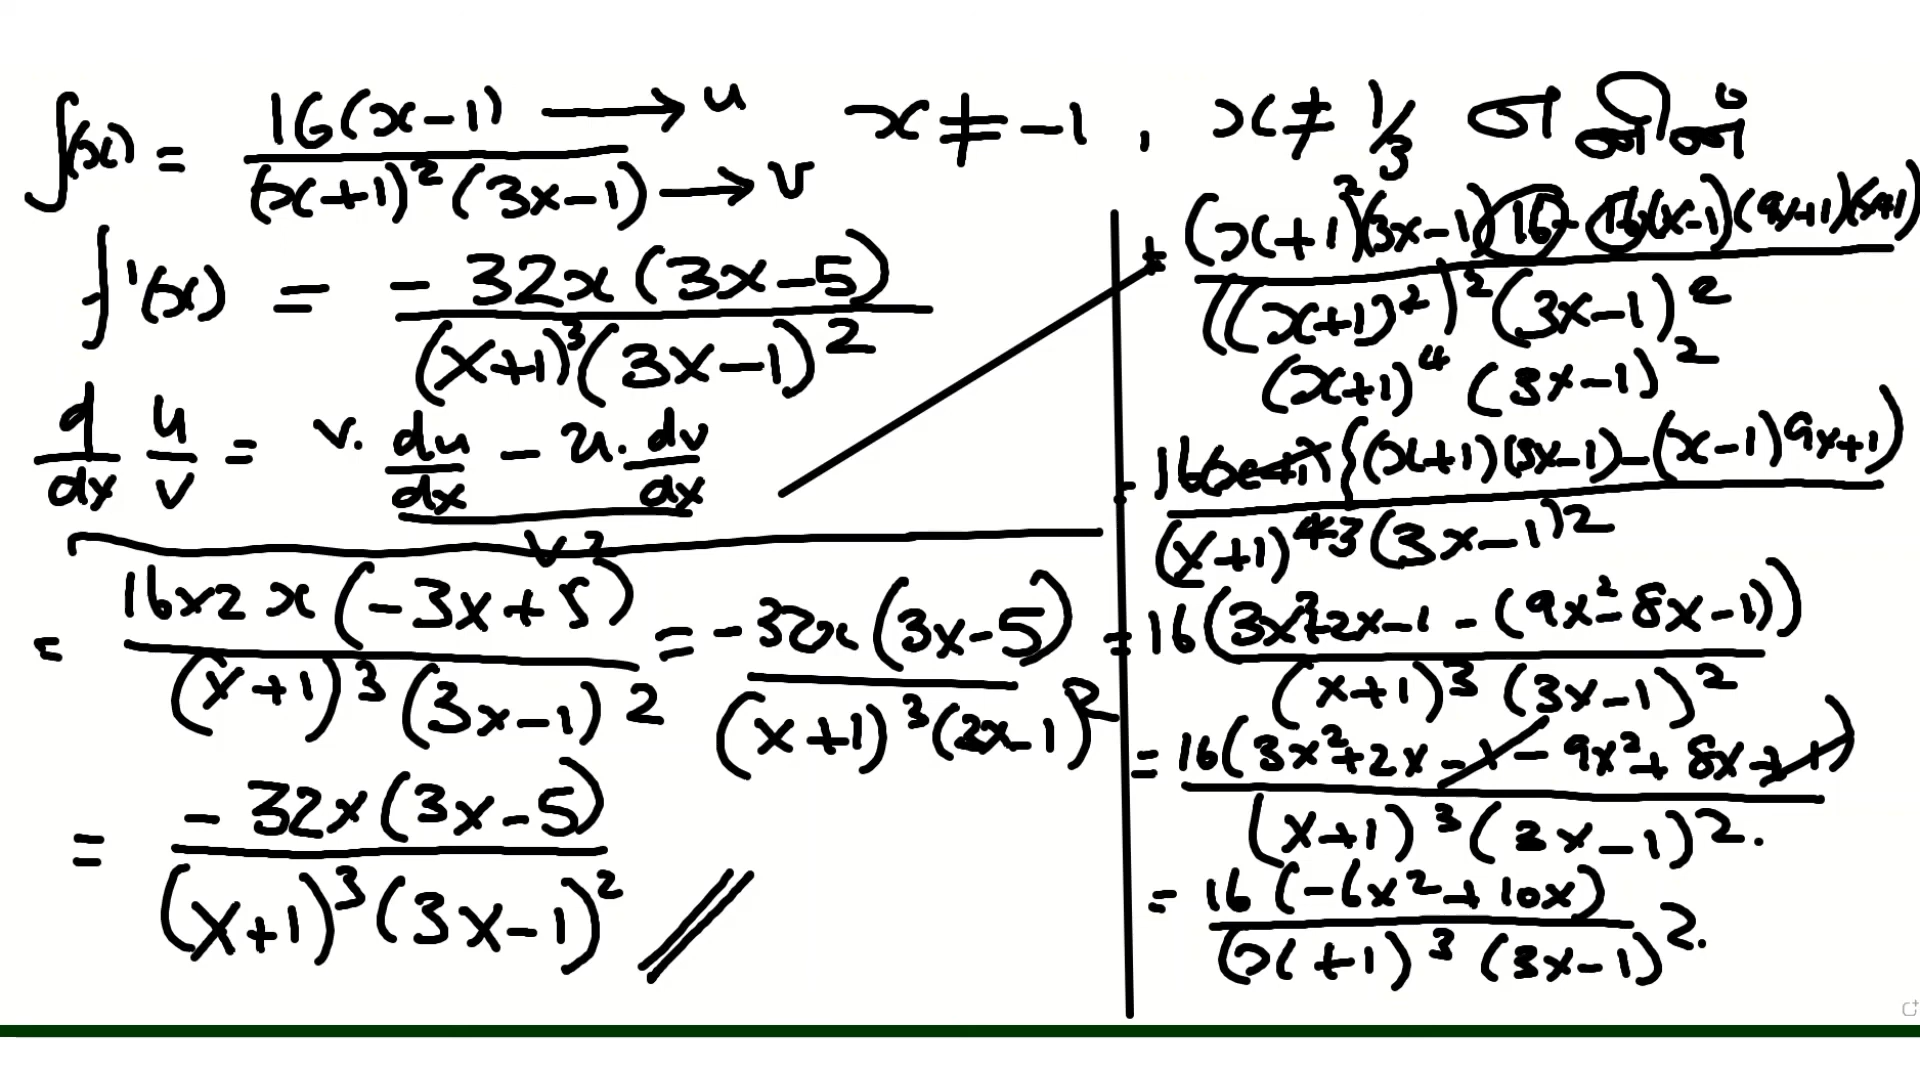 f(x) = 16(x-1) → u / (x+1)² (3x-1) → v   x ≠ -1 , x ≠ 1/3
f'(x) = - 32x (3x-5) / (x+1)³ (3x-1)²
d/dx u/v = v. du/dx - u. dv/dx / v²
= 16x2 x (-3x+5) / (x+1)³ (3x-1)² = - 32x (3x-5) / (x+1)³ (2x-1)²
= - 32x (3x-5) / (x+1)³ (3x-1)²
(x+1)² (3x-1) 16 - 16(x-1) (9x+1)(x+1) / ((x+1)²)² (3x-1)²
(x+1)⁴ (3x-1)²
= 16(x+1) {(x+1)(3x-1) - (x-1) 9x+1) / (x+1)⁴ 3 (3x-1)²
= 16 (3x²+2x-1 - (9x²-8x-1)) / (x+1)³ (3x-1)²
= 16 (3x²+2x-1 - 9x²+8x+1) / (x+1)³ (3x-1)².
= 16 (-6x²+10x) / (x+1)³ (3x-1)².